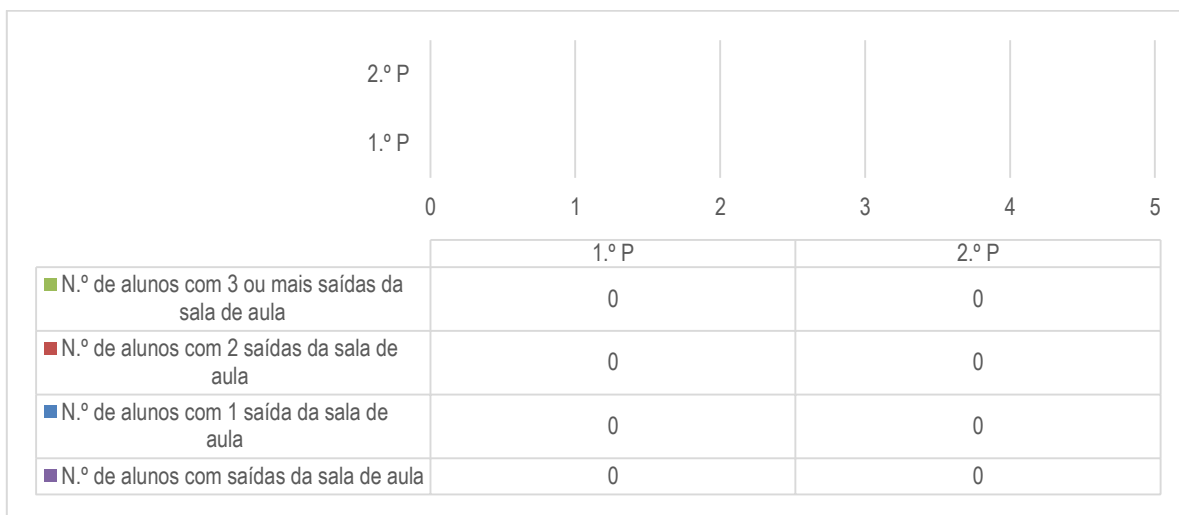 2.º P
1.º P
0 1 2 3 4 5
1.º P 2.º P
N.º de alunos com 3 ou mais saídas da
sala de aula
0 0
N.º de alunos com 2 saídas da sala de
aula
0 0
N.º de alunos com 1 saída da sala de
aula
0 0
N.º de alunos com saídas da sala de aula 0 0